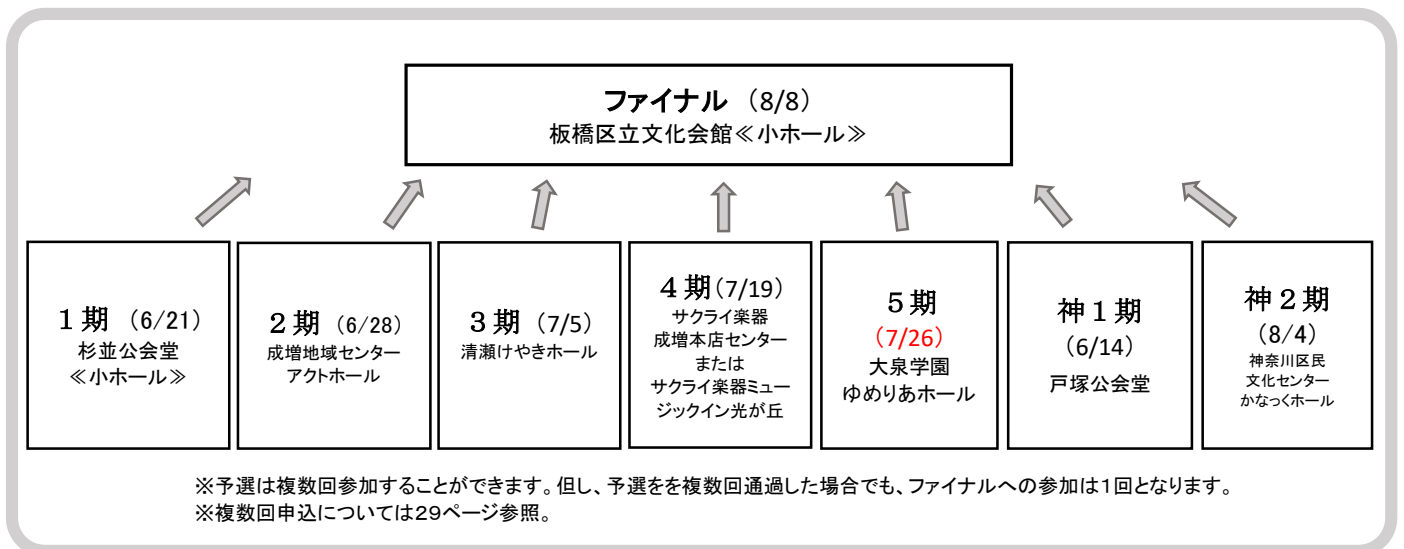 ファイナル (8/8)
板橋区立文化会館≪小ホール≫
１期 (6/21)
杉並公会堂
≪小ホール≫
２期 (6/28)
成増地域センター
アクトホール
３期 (7/5)
清瀬けやきホール
４期(7/19)
サクライ楽器
成増本店センター
または
サクライ楽器ミュー
ジックイン光が丘
５期
(7/26)
大泉学園
ゆめりあホール
神１期
(6/14)
戸塚公会堂
神２期
(8/4)
神奈川区民
文化センター
かなっくホール
※予選は複数回参加することができます。但し、予選をを複数回通過した場合でも、ファイナルへの参加は１回となります。
※複数回申込については２９ページ参照。